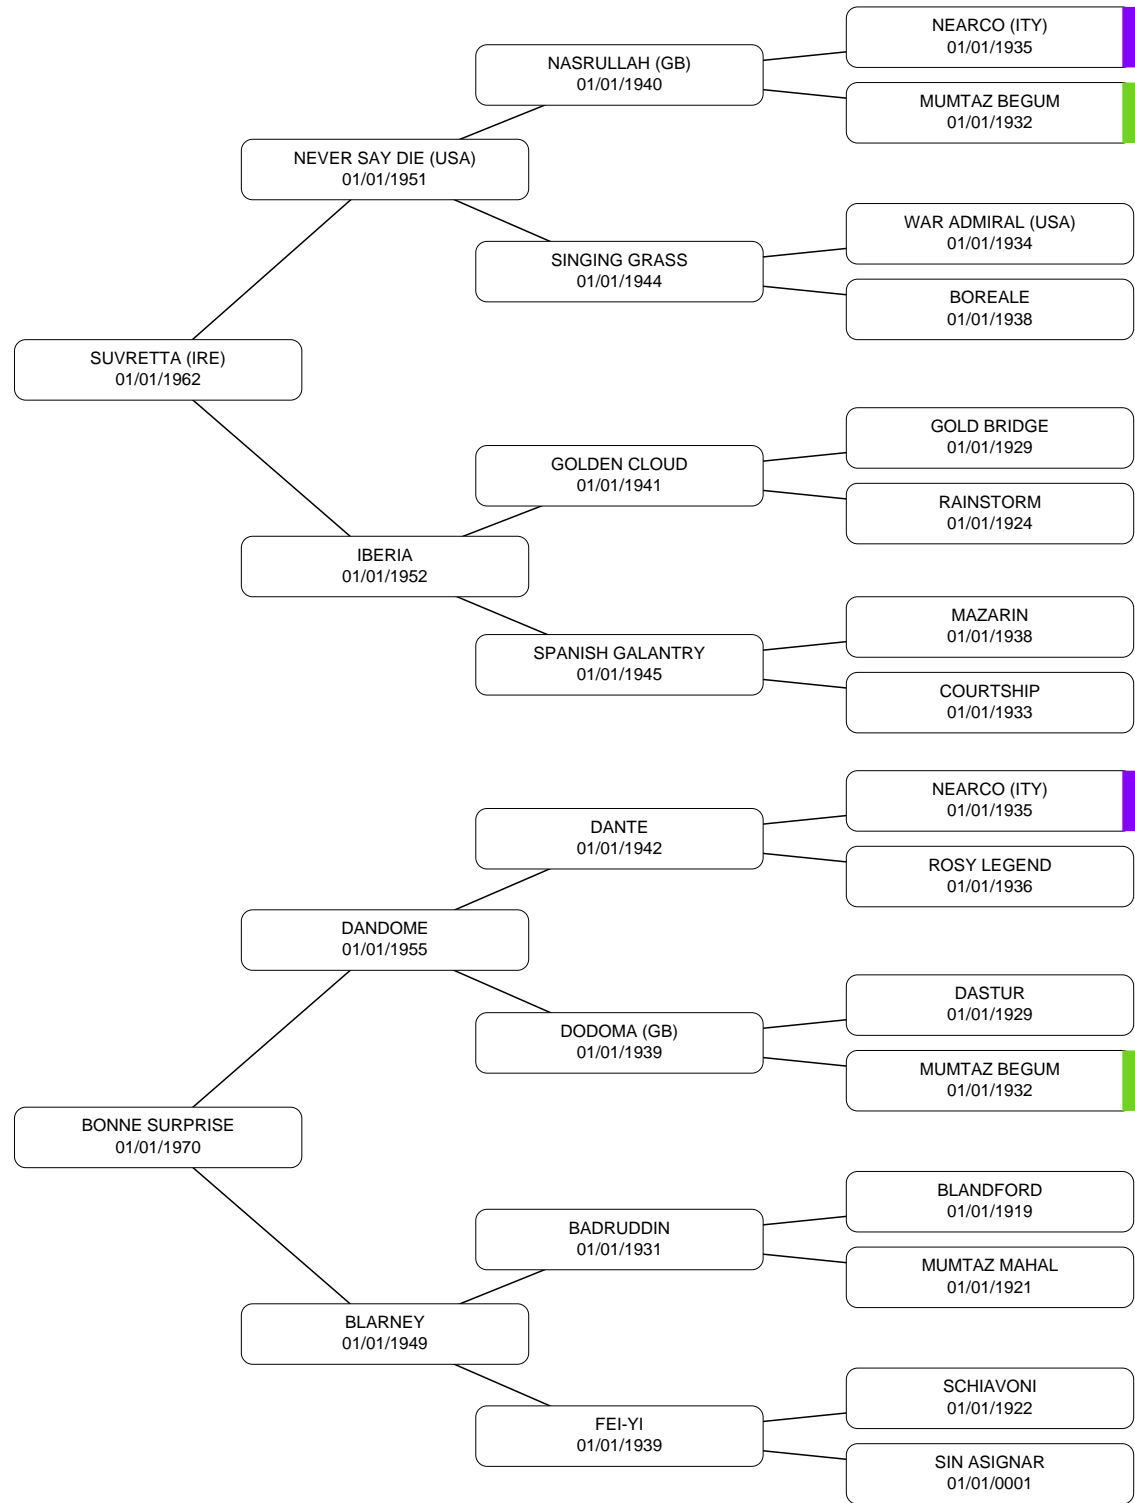 NEARCO (ITY)
01/01/1935
NASRULLAH (GB)
01/01/1940
MUMTAZ BEGUM
01/01/1932
NEVER SAY DIE (USA)
01/01/1951
WAR ADMIRAL (USA)
01/01/1934
SINGING GRASS
01/01/1944
BOREALE
01/01/1938
SUVRETTA (IRE)
01/01/1962
GOLD BRIDGE
01/01/1929
GOLDEN CLOUD
01/01/1941
RAINSTORM
01/01/1924
IBERIA
01/01/1952
MAZARIN
01/01/1938
SPANISH GALANTRY
01/01/1945
COURTSHIP
01/01/1933
NEARCO (ITY)
01/01/1935
DANTE
01/01/1942
ROSY LEGEND
01/01/1936
DANDOME
01/01/1955
DASTUR
01/01/1929
DODOMA (GB)
01/01/1939
MUMTAZ BEGUM
01/01/1932
BONNE SURPRISE
01/01/1970
BLANDFORD
01/01/1919
BADRUDDIN
01/01/1931
MUMTAZ MAHAL
01/01/1921
BLARNEY
01/01/1949
SCHIAVONI
01/01/1922
FEI-YI
01/01/1939
SIN ASIGNAR
01/01/0001